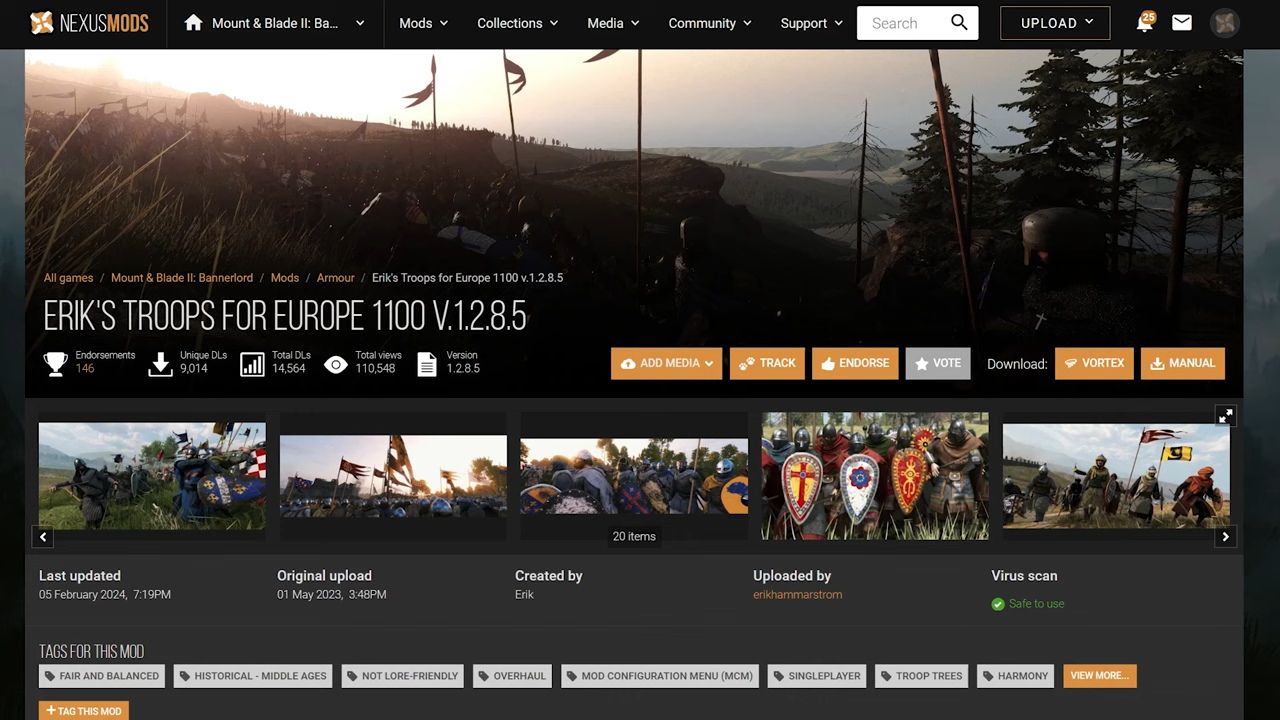 NEXUSMODS
Mount & Blade II: Ba...
Mods
Collections
Media
Community
Support
Search
UPLOAD
25
All games / Mount & Blade II: Bannerlord / Mods / Armour / Erik's Troops for Europe 1100 v.1.2.8.5
ERIK'S TROOPS FOR EUROPE 1100 V.1.2.8.5
Endorsements
146
Unique DLs
9,014
Total DLs
14,564
Total views
110,548
Version
1.2.8.5
ADD MEDIA
TRACK
ENDORSE
VOTE
Download:
VORTEX
MANUAL
20 items
Last updated
05 February 2024, 7:19PM
Original upload
01 May 2023, 3:48PM
Created by
Erik
Uploaded by
erikhammarstrom
Virus scan
Safe to use
TAGS FOR THIS MOD
FAIR AND BALANCED
HISTORICAL - MIDDLE AGES
NOT LORE-FRIENDLY
OVERHAUL
MOD CONFIGURATION MENU (MCM)
SINGLEPLAYER
TROOP TREES
HARMONY
VIEW MORE...
+ TAG THIS MOD